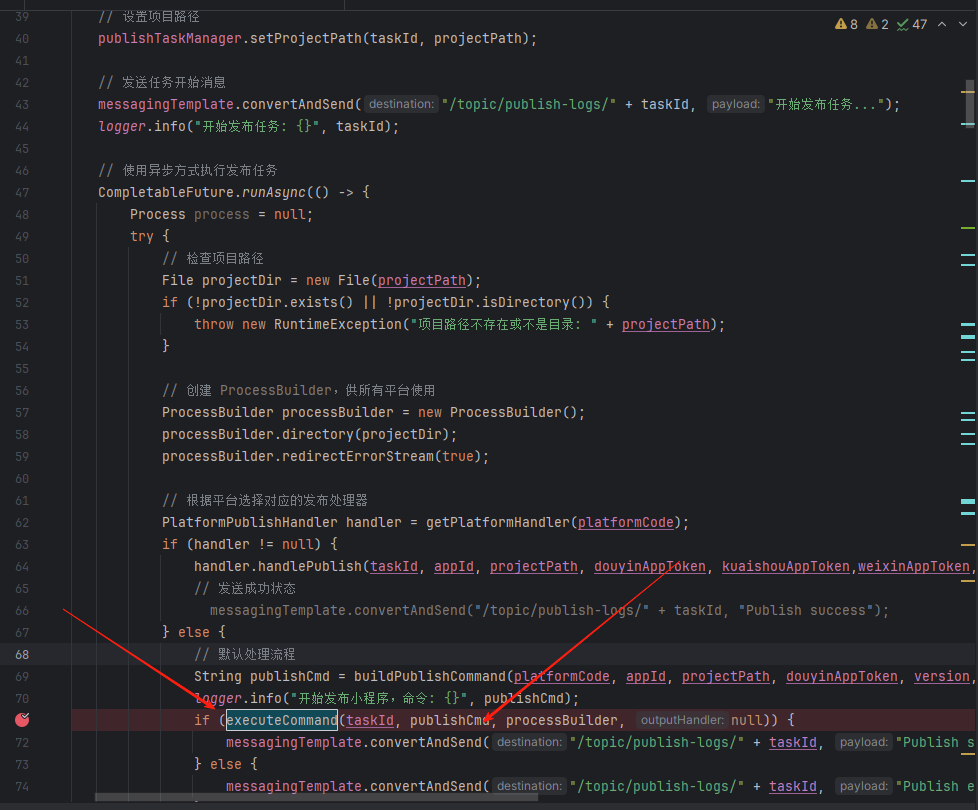 8 2 47
39 // 设置项目路径
40 publishTaskManager.setProjectPath(taskId, projectPath);
41
42 // 发送任务开始消息
43 messagingTemplate.convertAndSend( destination: "/topic/publish-logs/" + taskId, payload: "开始发布任务...");
44 logger.info("开始发布任务: {}", taskId);
45
46 // 使用异步方式执行发布任务
47 CompletableFuture.runAsync(() -> {
48 Process process = null;
49 try {
50 // 检查项目路径
51 File projectDir = new File(projectPath);
52 if (!projectDir.exists() || !projectDir.isDirectory()) {
53 throw new RuntimeException("项目路径不存在或不是目录: " + projectPath);
54 }
55
56 // 创建 ProcessBuilder，供所有平台使用
57 ProcessBuilder processBuilder = new ProcessBuilder();
58 processBuilder.directory(projectDir);
59 processBuilder.redirectErrorStream(true);
60
61 // 根据平台选择对应的发布处理器
62 PlatformPublishHandler handler = getPlatformHandler(platformCode);
63 if (handler != null) {
64 handler.handlePublish(taskId, appId, projectPath, douyinAppToken, kuaishouAppToken,weixinAppToken,
65 // 发送成功状态
66 messagingTemplate.convertAndSend("/topic/publish-logs/" + taskId, "Publish success");
67 } else {
68 // 默认处理流程
69 String publishCmd = buildPublishCommand(platformCode, appId, projectPath, douyinAppToken, version,
70 logger.info("开始发布小程序，命令: {}", publishCmd);
if (executeCommand(taskId, publishCmd, processBuilder, outputHandler: null)) {
72 messagingTemplate.convertAndSend( destination: "/topic/publish-logs/" + taskId, payload: "Publish s
73 } else {
74 messagingTemplate.convertAndSend( destination: "/topic/publish-logs/" + taskId, payload: "Publish